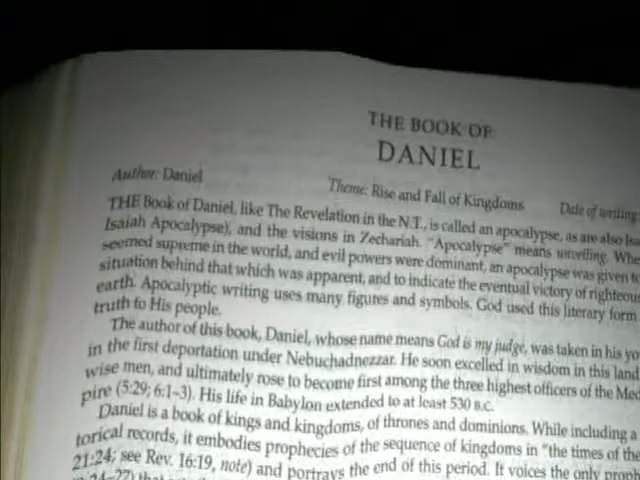 THE BOOK OF
DANIEL
Author: Daniel Theme: Rise and Fall of Kingdoms Date of writing:
THE Book of Daniel, like The Revelation in the N.T., is called an apocalypse, as are also
Isaiah Apocalypse), and the visions in Zechariah. "Apocalypse" means unveiling.
seemed supreme in the world, and evil powers were dominant, an apocalypse was given
situation behind that which was apparent, and to indicate the eventual victory of
earth. Apocalyptic writing uses many figures and symbols. God used this literary form
truth to His people.
The author of this book, Daniel, whose name means God is my judge, was taken in his
in the first deportation under Nebuchadnezzar. He soon excelled in wisdom in this land
wise men, and ultimately rose to become first among the three highest officers of the
pire (5:29; 6:1–3). His life in Babylon extended to at least 530 B.C.
Daniel is a book of kings and kingdoms, of thrones and dominions. While including a
torical records, it embodies prophecies of the sequence of kingdoms in "the times of the
21:24; see Rev. 16:19, note) and portrays the end of this period. It voices the only